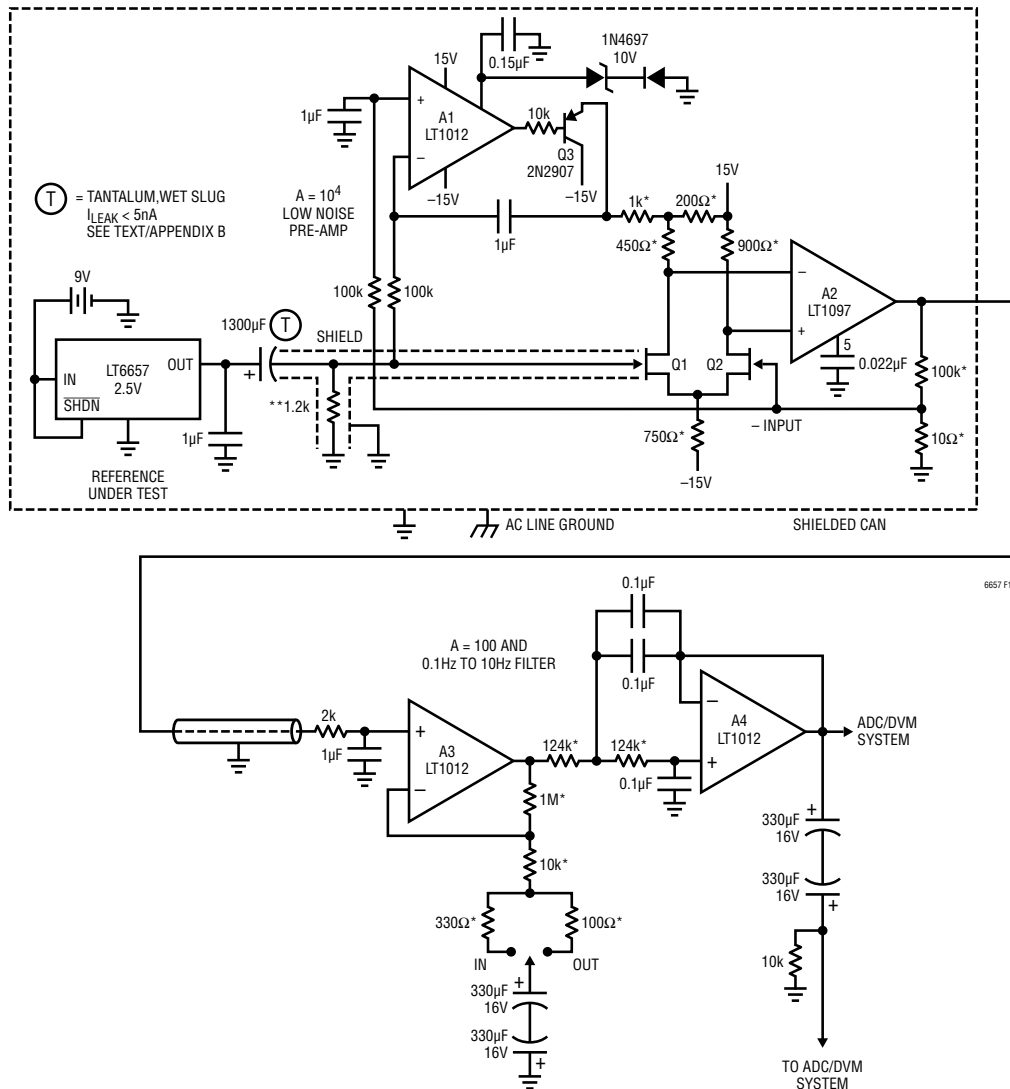 1N4697
10V
0.15µF
15V
1µF
+
A1
LT1012
–
10k
Q3
2N2907
–15V
–15V
15V
T = TANTALUM,WET SLUG
I_LEAK < 5nA
SEE TEXT/APPENDIX B
A = 10^4
LOW NOISE
PRE-AMP
1µF
1k*
200Ω*
450Ω*
900Ω*
–
A2
LT1097
+
5
0.022µF
100k
100k
9V
1300µF
T
SHIELD
LT6657
2.5V
IN
SHDN
OUT
+
**1.2k
1µF
Q1
Q2
– INPUT
750Ω*
–15V
100k*
10Ω*
REFERENCE
UNDER TEST
AC LINE GROUND
SHIELDED CAN
6657 F1
A = 100 AND
0.1Hz TO 10Hz FILTER
0.1µF
0.1µF
2k
1µF
+
A3
LT1012
–
124k*
124k*
0.1µF
–
A4
LT1012
+
ADC/DVM
SYSTEM
1M*
10k*
330Ω*
100Ω*
IN
OUT
+
330µF
16V
330µF
16V
+
+
330µF
16V
330µF
16V
+
10k
TO ADC/DVM
SYSTEM